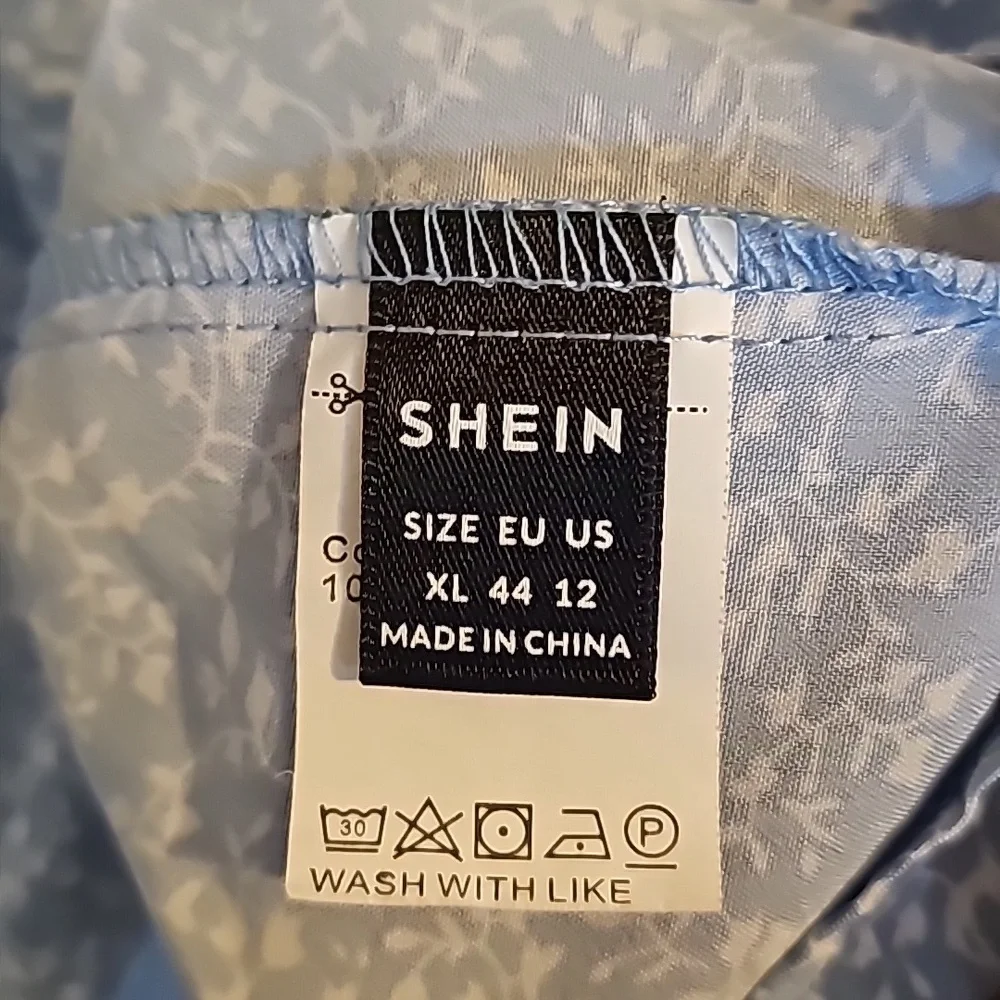 SHEIN
SIZE EU US
XL 44 12
MADE IN CHINA
30
P
WASH WITH LIKE